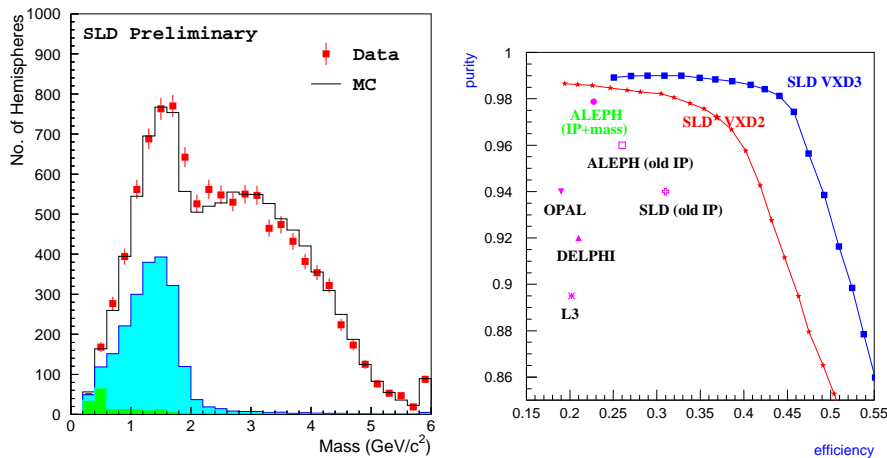 SLD Preliminary
Data
MC
No. of Hemispheres
1000
900
800
700
600
500
400
300
200
100
0
0 1 2 3 4 5 6
Mass (GeV/c²)
purity
1
0.98
0.96
0.94
0.92
0.9
0.88
0.86
SLD VXD3
SLD VXD2
ALEPH
(IP+mass)
ALEPH (old IP)
OPAL
SLD (old IP)
DELPHI
L3
0.15 0.2 0.25 0.3 0.35 0.4 0.45 0.5 0.55
efficiency